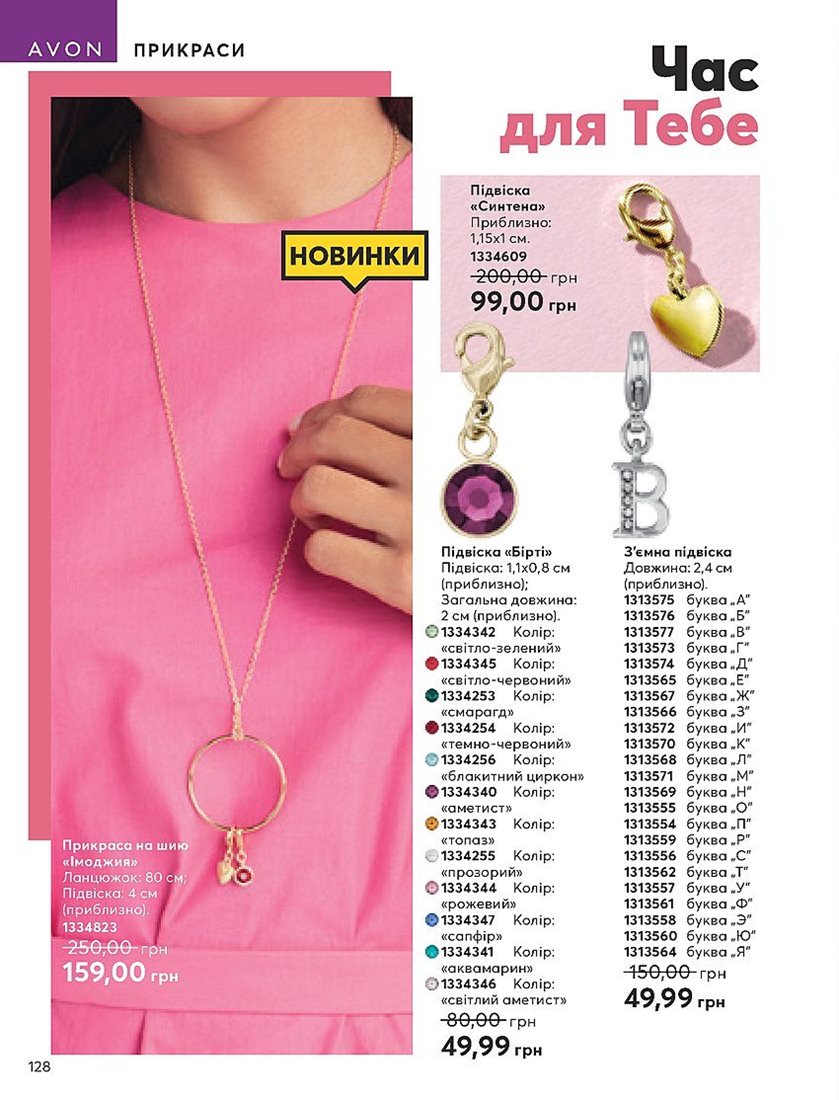 AVON ПРИКРАСИ
Час
для Тебе
НОВИНКИ
Підвіска
«Синтена»
Приблизно:
1,15х1 см.
1334609
200,00 грн
99,00 грн
Прикраса на шию
«Імоджия»
Ланцюжок: 80 см;
Підвіска: 4 см
(приблизно).
1334823
250,00 грн
159,00 грн
Підвіска «Бірті»
Підвіска: 1,1х0,8 см
(приблизно);
Загальна довжина:
2 см (приблизно).
1334342 Колір:
«світло-зелений»
1334345 Колір:
«світло-червоний»
1334253 Колір:
«смарагд»
1334254 Колір:
«темно-червоний»
1334256 Колір:
«блакитний циркон»
1334340 Колір:
«аметист»
1334343 Колір:
«топаз»
1334255 Колір:
«прозорий»
1334344 Колір:
«рожевий»
1334347 Колір:
«сапфір»
1334341 Колір:
«аквамарин»
1334346 Колір:
«світлий аметист»
80,00 грн
49,99 грн
B
З'ємна підвіска
Довжина: 2,4 см
(приблизно).
1313575 буква „А"
1313576 буква „Б"
1313577 буква „В"
1313573 буква „Г"
1313574 буква „Д"
1313565 буква „Е"
1313567 буква „Ж"
1313566 буква „З"
1313572 буква „И"
1313570 буква „К"
1313568 буква „Л"
1313571 буква „М"
1313569 буква „Н"
1313555 буква „О"
1313554 буква „П"
1313559 буква „Р"
1313556 буква „С"
1313562 буква „Т"
1313557 буква „У"
1313561 буква „Ф"
1313558 буква „Э"
1313560 буква „Ю"
1313564 буква „Я"
150,00 грн
49,99 грн
128